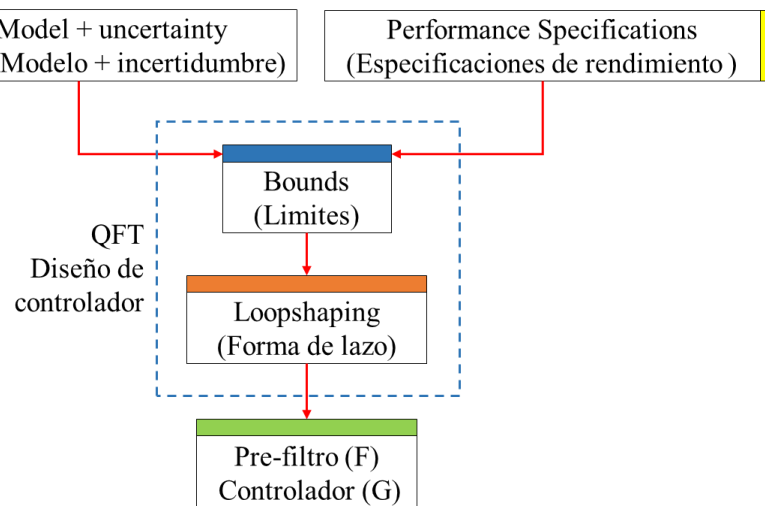 Model + uncertainty
Modelo + incertidumbre)
Performance Specifications
(Especificaciones de rendimiento )
Bounds
(Limites)
QFT
Diseño de
controlador
Loopshaping
(Forma de lazo)
Pre-filtro (F)
Controlador (G)